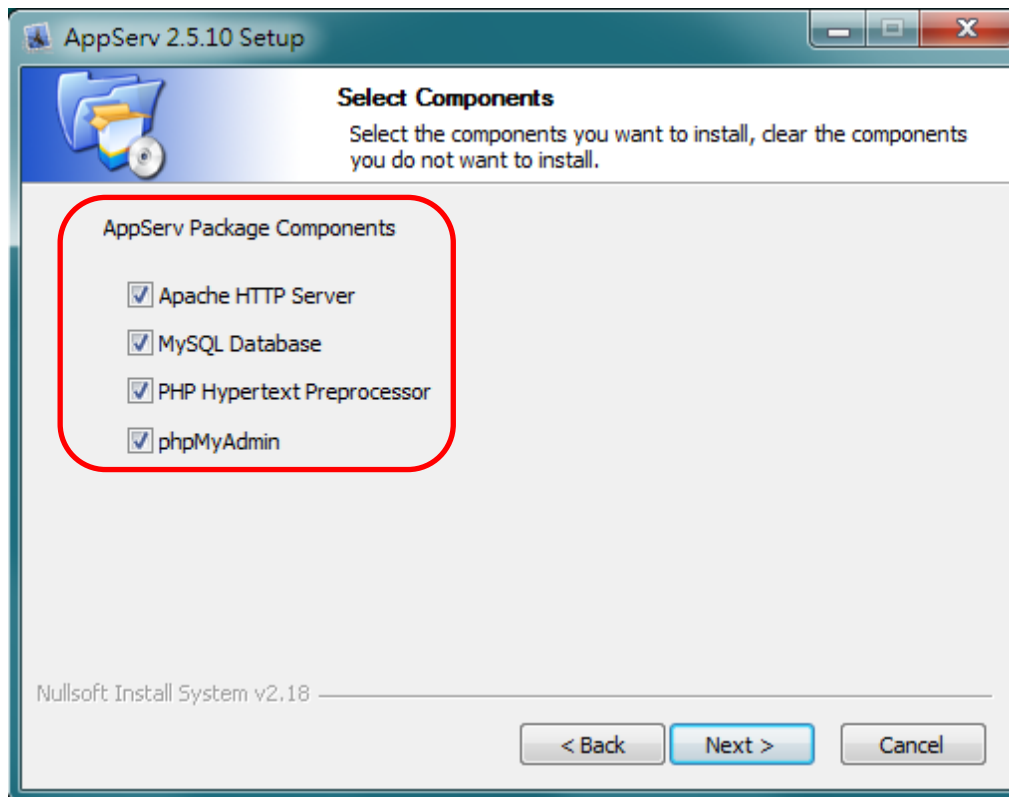 AppServ 2.5.10 Setup
Select Components
Select the components you want to install, clear the components
you do not want to install.
AppServ Package Components
Apache HTTP Server
MySQL Database
PHP Hypertext Preprocessor
phpMyAdmin
Nullsoft Install System v2.18
< Back
Next >
Cancel